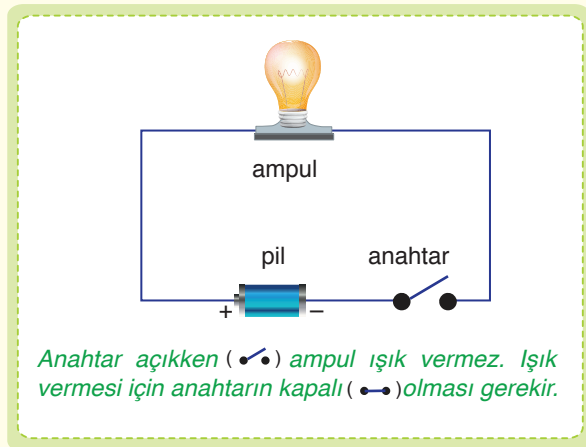 ampul
pil anahtar
+ −
Anahtar açıkken ( ) ampul ışık vermez. Işık
vermesi için anahtarın kapalı ( ) olması gerekir.